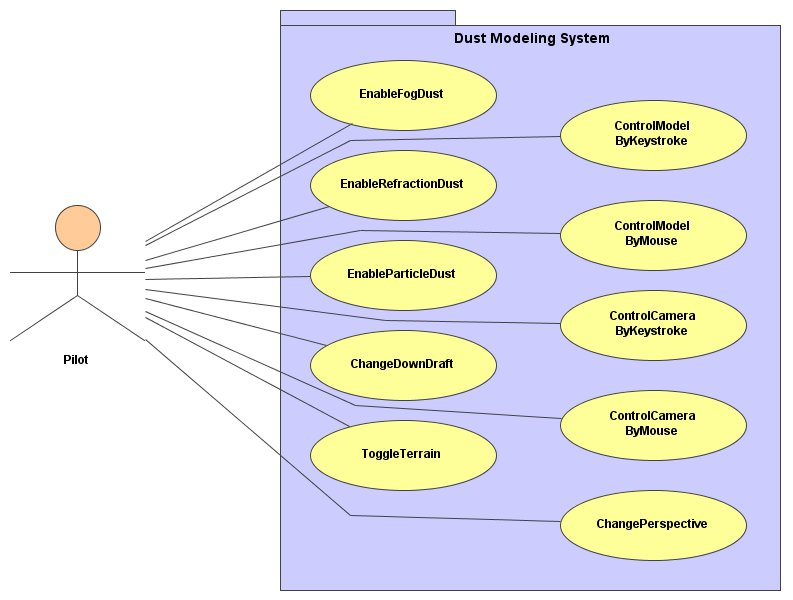 Dust Modeling System
EnableFogDust
ControlModel
ByKeystroke
EnableRefractionDust
ControlModel
ByMouse
EnableParticleDust
ControlCamera
ByKeystroke
Pilot
ChangeDownDraft
ControlCamera
ByMouse
ToggleTerrain
ChangePerspective